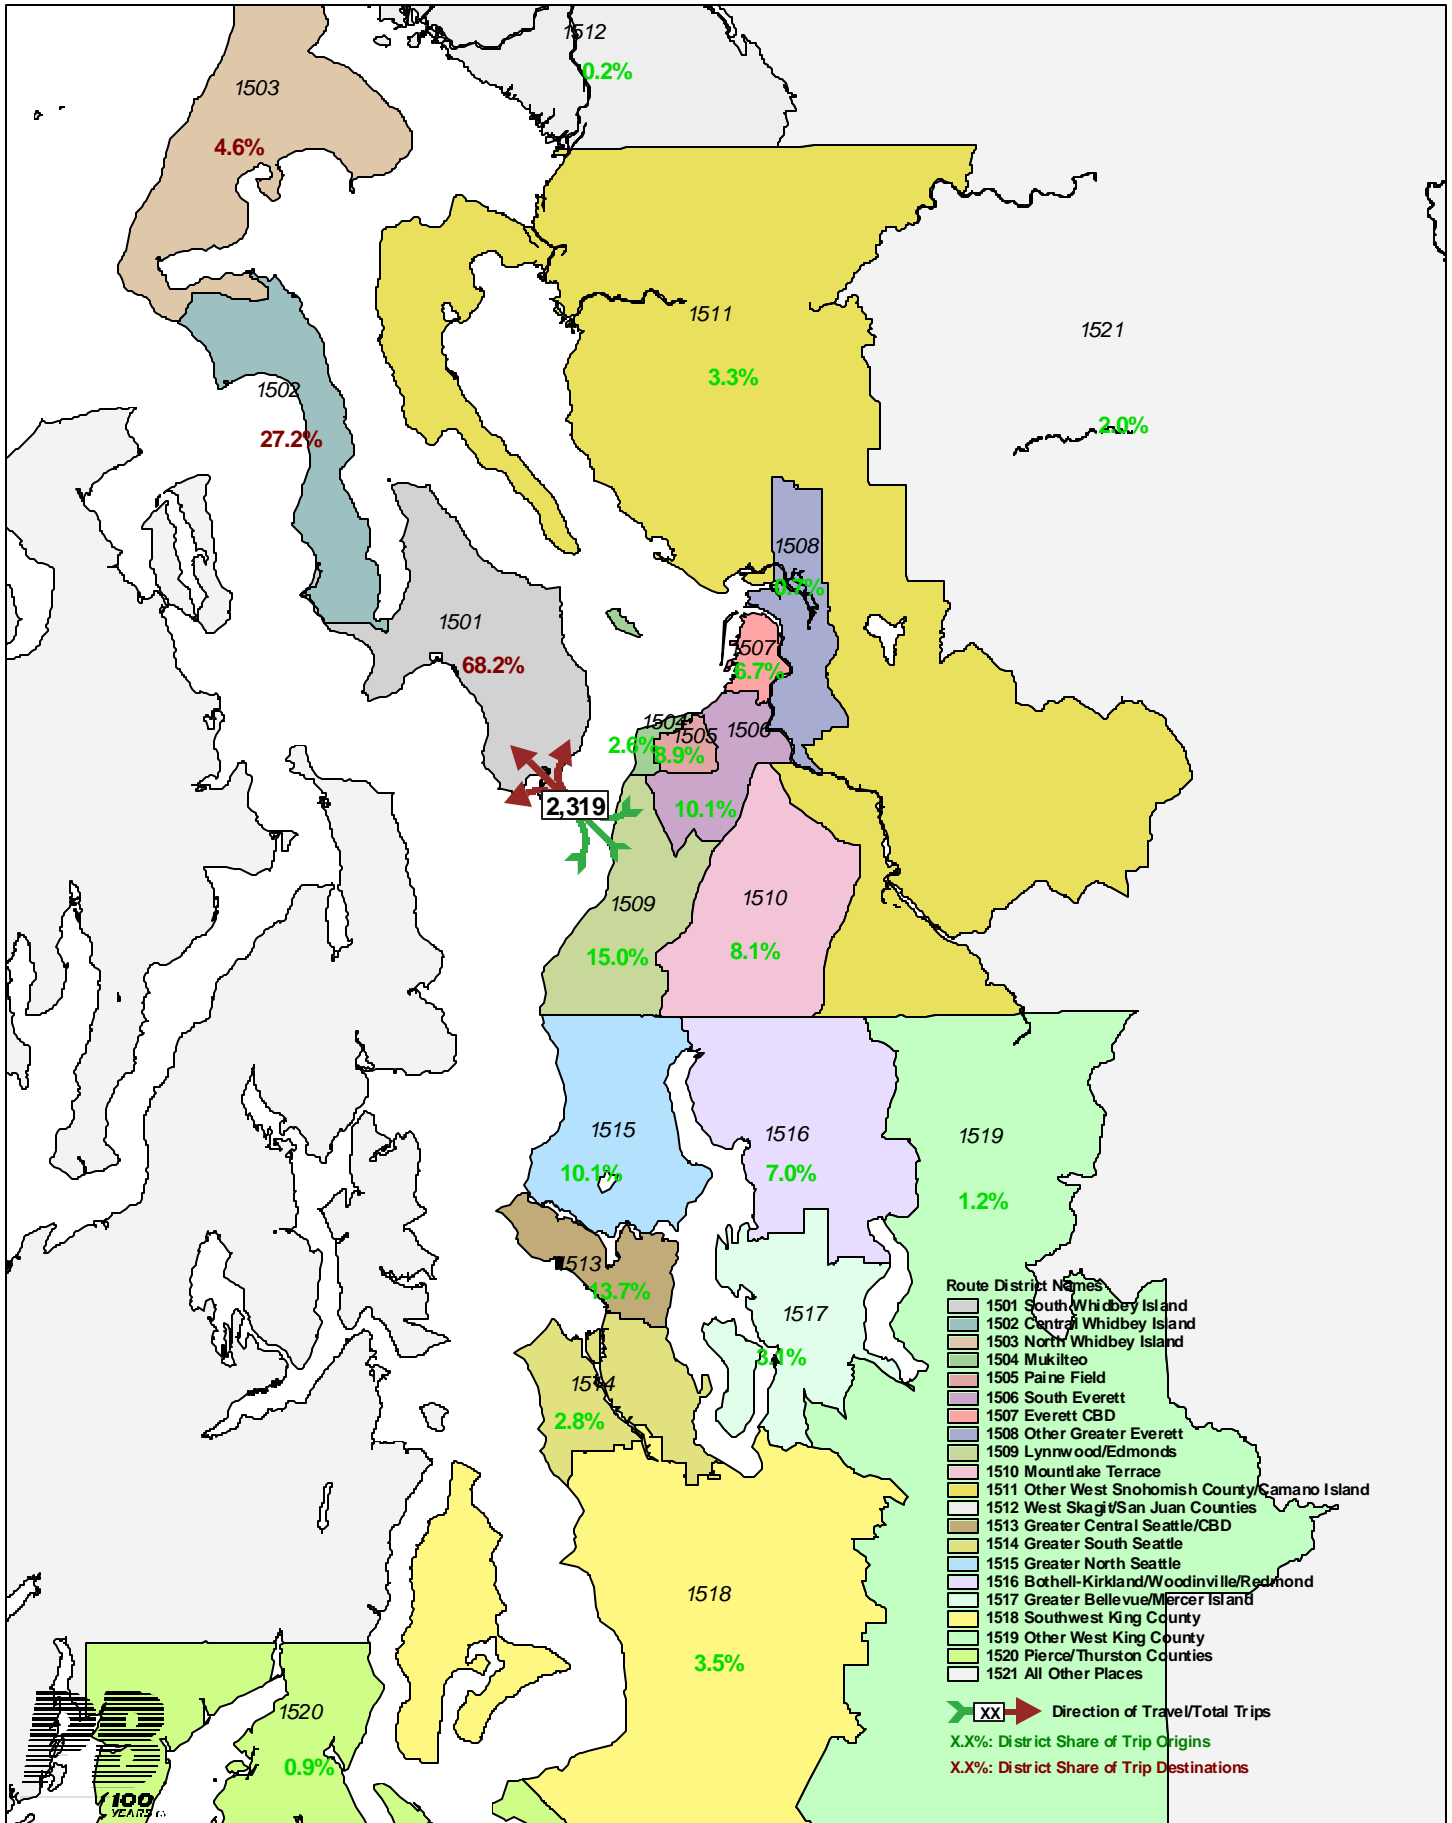 1512
0.2%
1503
4.6%
1511
3.3%
1521
2.0%
1502
27.2%
1508
0.7%
1501
68.2%
1507
6.7%
1504
2.6%
1505
8.9%
1506
10.1%
2,319
1509
15.0%
1510
8.1%
1515
10.1%
1516
7.0%
1519
1.2%
1513
13.7%
1517
3.1%
1514
2.8%
1518
3.5%
1520
0.9%
Route District Names
1501 South Whidbey Island
1502 Central Whidbey Island
1503 North Whidbey Island
1504 Mukilteo
1505 Paine Field
1506 South Everett
1507 Everett CBD
1508 Other Greater Everett
1509 Lynnwood/Edmonds
1510 Mountlake Terrace
1511 Other West Snohomish County/Camano Island
1512 West Skagit/San Juan Counties
1513 Greater Central Seattle/CBD
1514 Greater South Seattle
1515 Greater North Seattle
1516 Bothell-Kirkland/Woodinville/Redmond
1517 Greater Bellevue/Mercer Island
1518 Southwest King County
1519 Other West King County
1520 Pierce/Thurston Counties
1521 All Other Places
XX Direction of Travel/Total Trips
X.X%: District Share of Trip Origins
X.X%: District Share of Trip Destinations
PB
100
YEARS